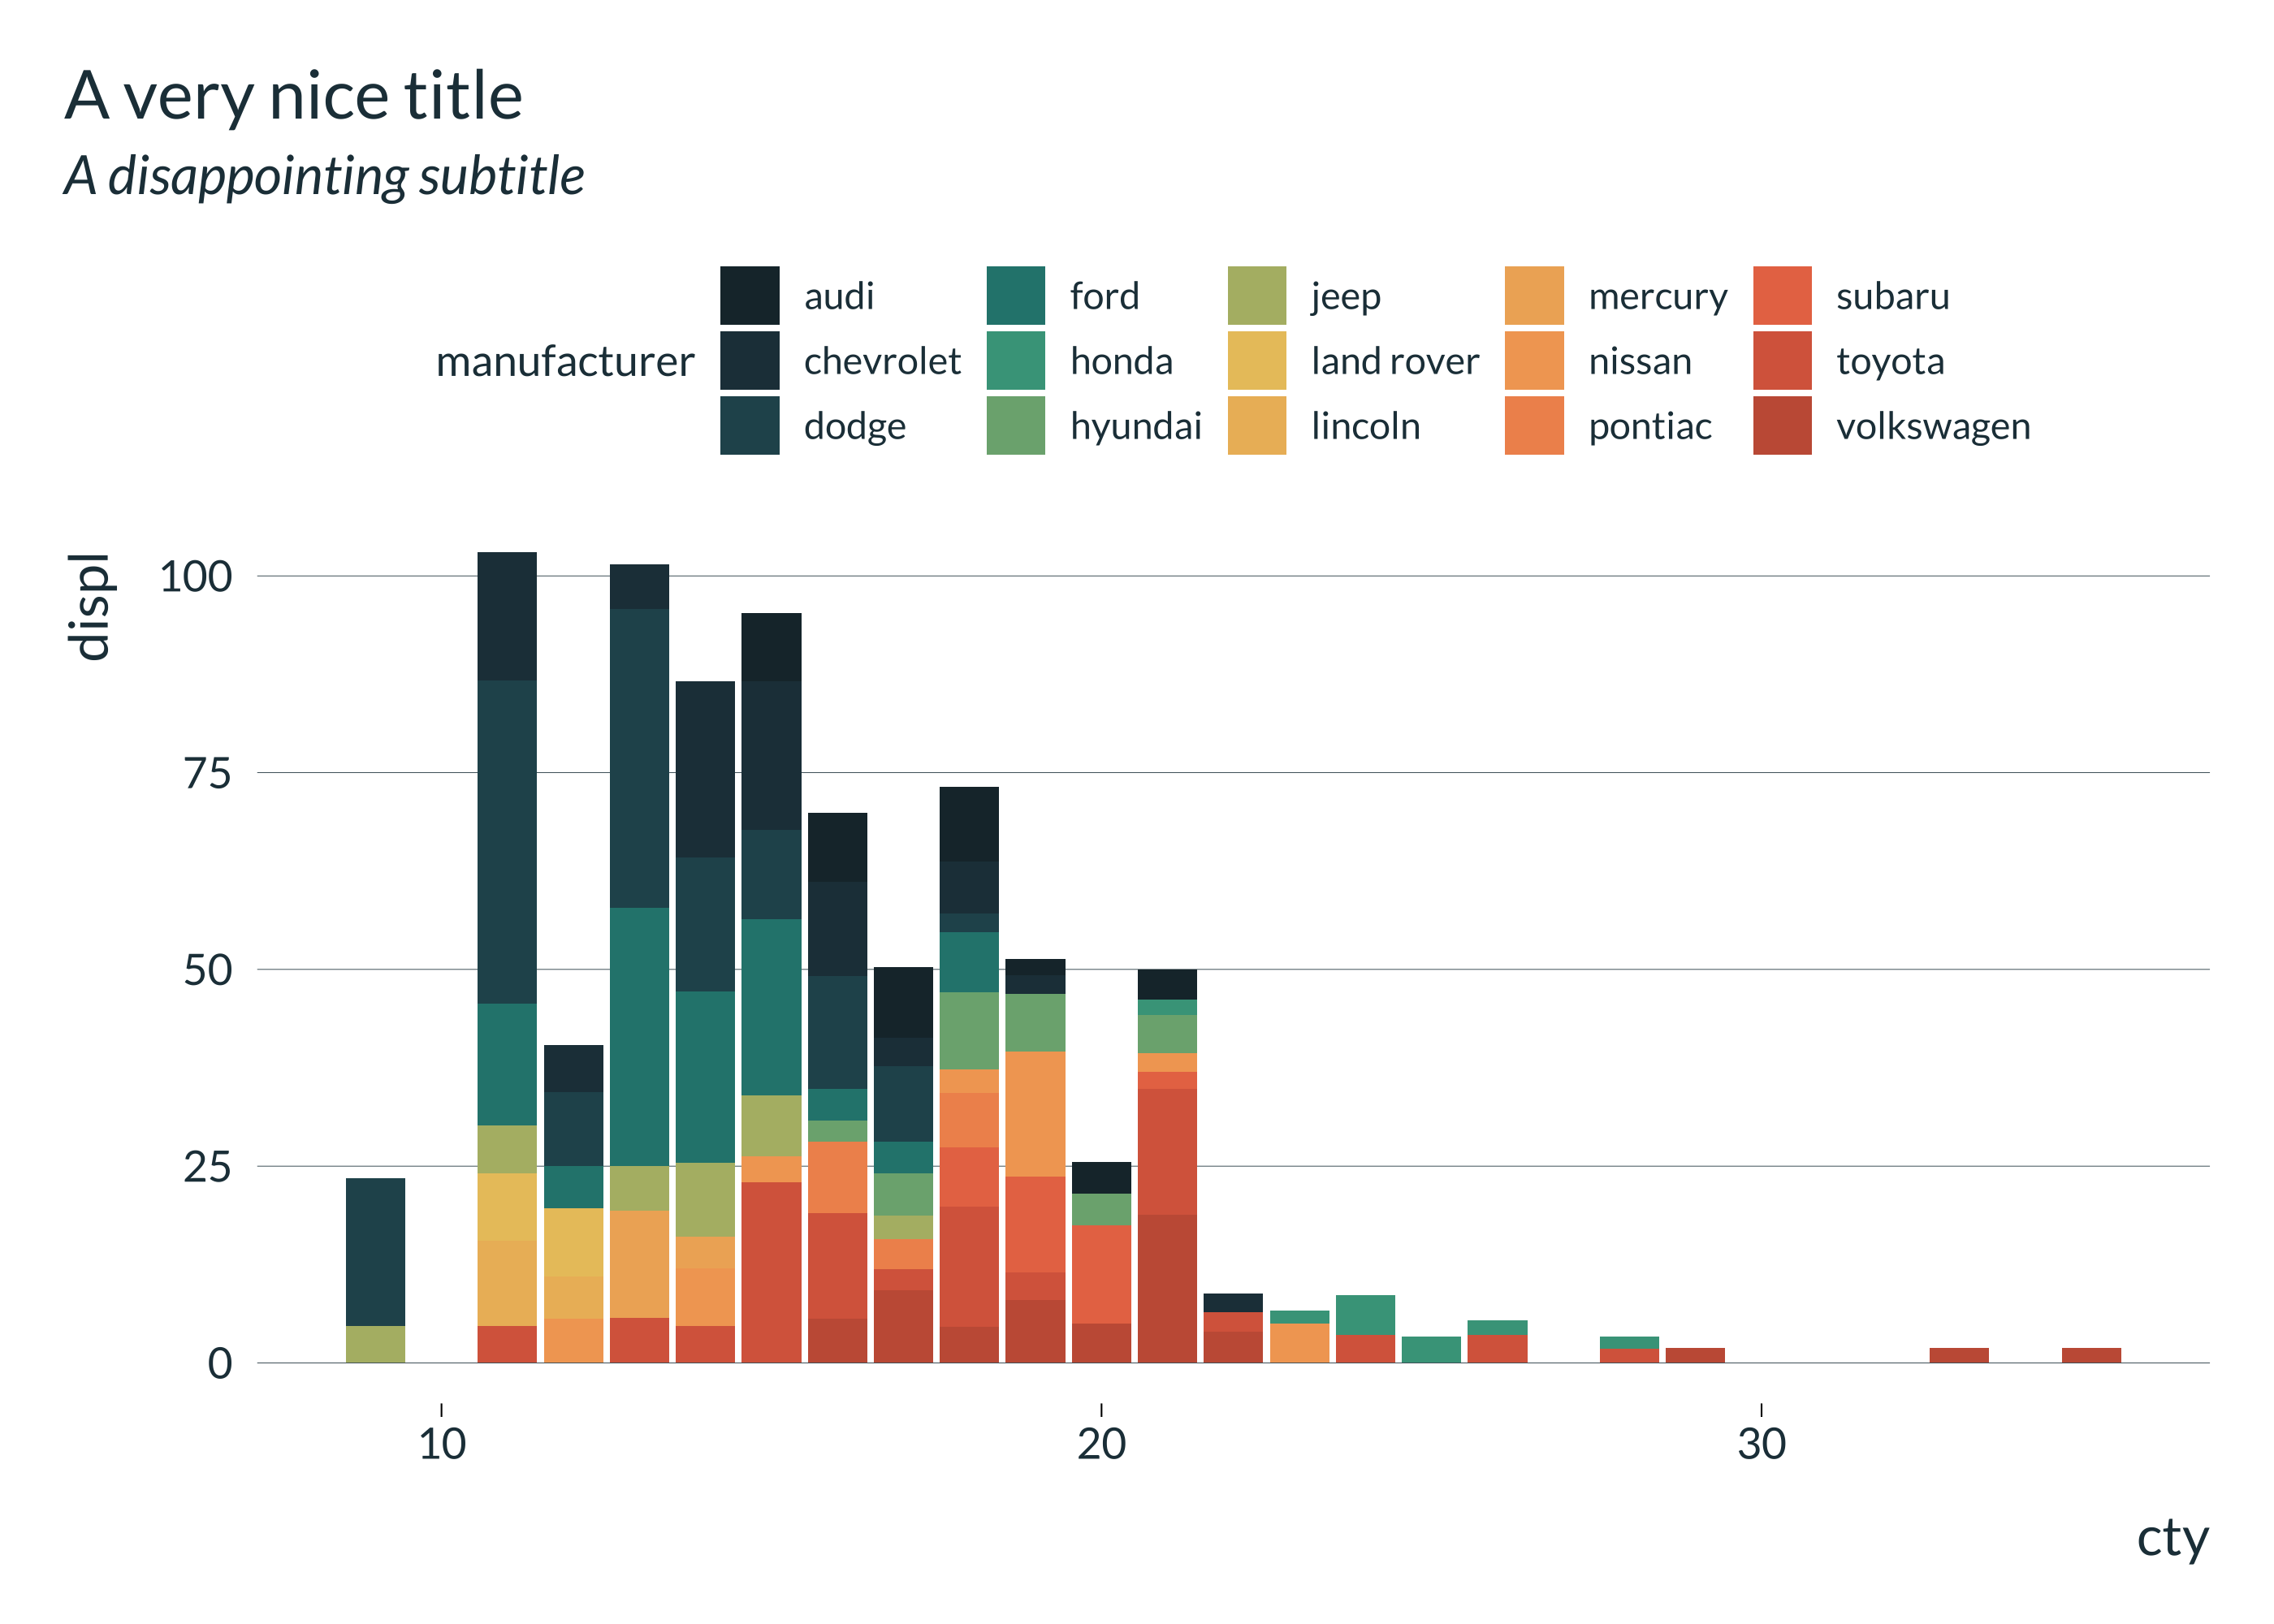 A very nice title
A disappointing subtitle
manufacturer
audi
chevrolet
dodge
ford
honda
hyundai
jeep
land rover
lincoln
mercury
nissan
pontiac
subaru
toyota
volkswagen
displ
100
75
50
25
0
10
20
30
cty